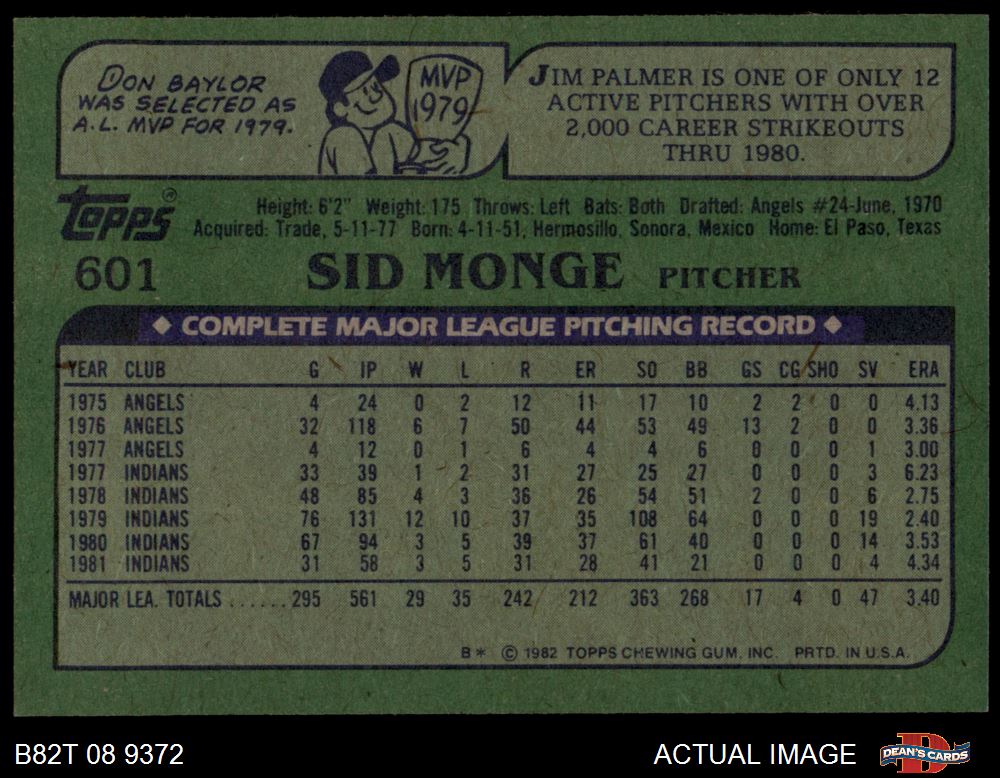 DON BAYLOR
WAS SELECTED AS
A.L. MVP FOR 1979.
MVP
1979
JIM PALMER IS ONE OF ONLY 12
ACTIVE PITCHERS WITH OVER
2,000 CAREER STRIKEOUTS
THRU 1980.
Topps®
Height: 6'2" Weight: 175 Throws: Left Bats: Both Drafted: Angels #24-June, 1970
Acquired: Trade, 5-11-77 Born: 4-11-51, Hermosillo, Sonora, Mexico Home: El Paso, Texas
601 SID MONGE PITCHER
◆ COMPLETE MAJOR LEAGUE PITCHING RECORD ◆
YEAR CLUB G IP W L R ER SO BB GS CG SHO SV ERA
1975 ANGELS 4 24 0 2 12 11 17 10 2 2 0 0 4.13
1976 ANGELS 32 118 6 7 50 44 53 49 13 2 0 0 3.36
1977 ANGELS 4 12 0 1 6 4 4 6 0 0 0 1 3.00
1977 INDIANS 33 39 1 2 31 27 25 27 0 0 0 3 6.23
1978 INDIANS 48 85 4 3 36 26 54 51 2 0 0 6 2.75
1979 INDIANS 76 131 12 10 37 35 108 64 0 0 0 19 2.40
1980 INDIANS 67 94 3 5 39 37 61 40 0 0 0 14 3.53
1981 INDIANS 31 58 3 5 31 28 41 21 0 0 0 4 4.34
MAJOR LEA. TOTALS ...... 295 561 29 35 242 212 363 268 17 4 0 47 3.40
B* © 1982 TOPPS CHEWING GUM, INC. PRTD. IN U.S.A.
B82T 08 9372
ACTUAL IMAGE
D
DEAN'S CARDS